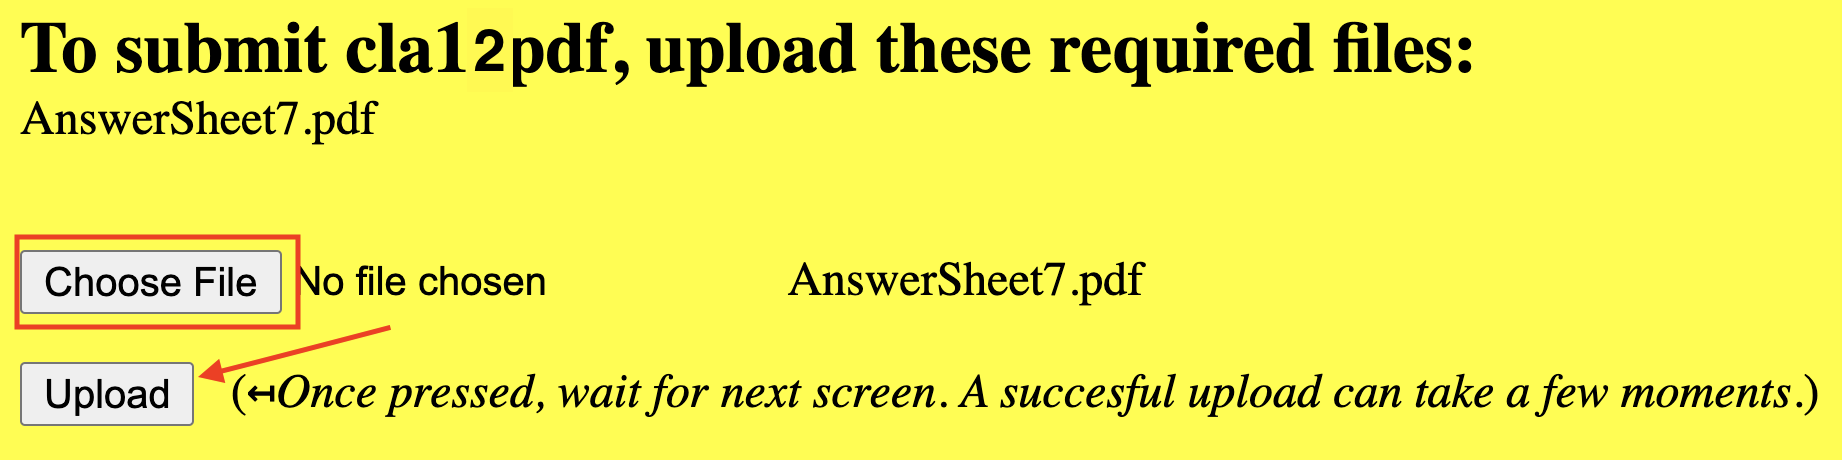 To submit cla12pdf, upload these required files:
AnswerSheet7.pdf
Choose File No file chosen AnswerSheet7.pdf
Upload (↤Once pressed, wait for next screen. A succesful upload can take a few moments.)